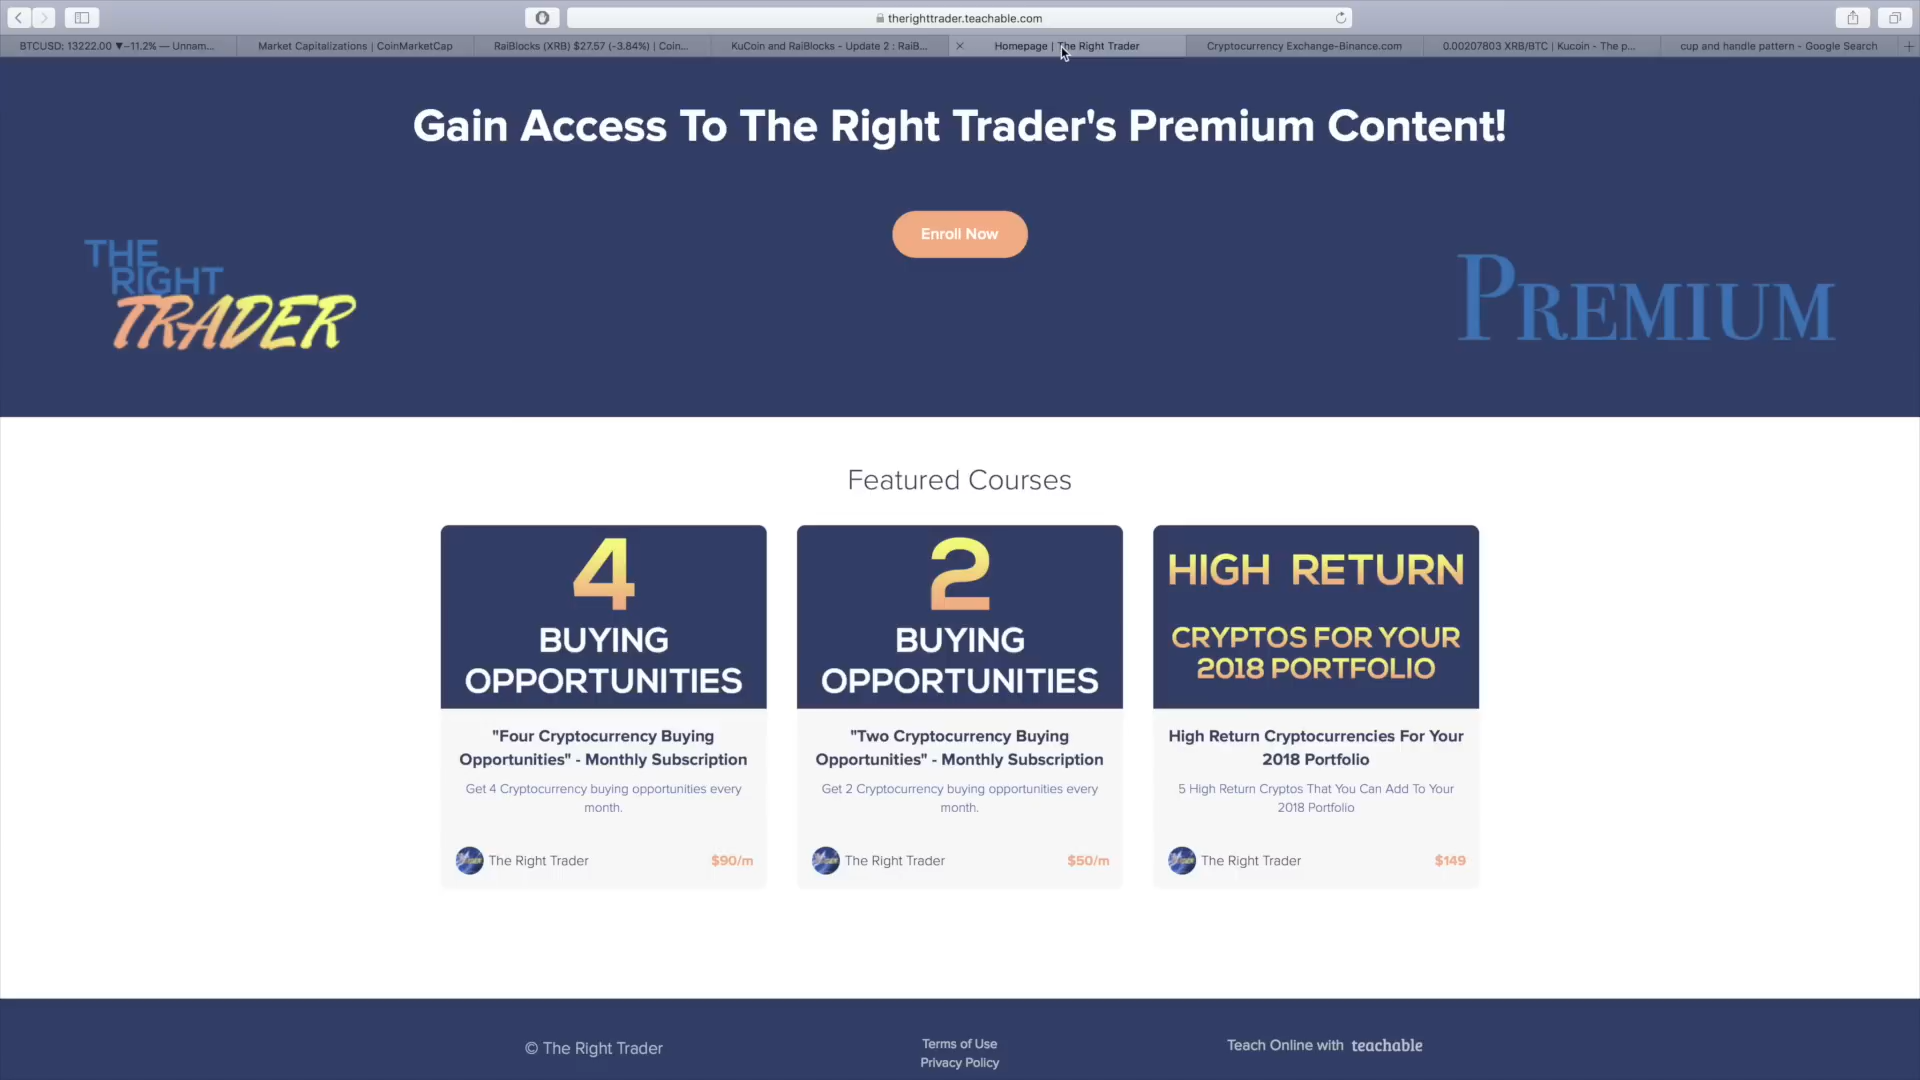 therighttrader.teachable.com
BTCUSD: 13222.00 ▼−11.2% — Unnam...
Market Capitalizations | CoinMarketCap
RaiBlocks (XRB) $27.57 (-3.84%) | Coin...
KuCoin and RaiBlocks - Update 2 : RaiB...
Homepage | The Right Trader
Cryptocurrency Exchange-Binance.com
0.00207803 XRB/BTC | Kucoin - The p...
cup and handle pattern - Google Search
Gain Access To The Right Trader's Premium Content!
Enroll Now
THE
RIGHT
TRADER
PREMIUM
Featured Courses
4
BUYING
OPPORTUNITIES
"Four Cryptocurrency Buying
Opportunities" - Monthly Subscription
Get 4 Cryptocurrency buying opportunities every
month.
The Right Trader
$90/m
2
BUYING
OPPORTUNITIES
"Two Cryptocurrency Buying
Opportunities" - Monthly Subscription
Get 2 Cryptocurrency buying opportunities every
month.
The Right Trader
$50/m
HIGH RETURN
CRYPTOS FOR YOUR
2018 PORTFOLIO
High Return Cryptocurrencies For Your
2018 Portfolio
5 High Return Cryptos That You Can Add To Your
2018 Portfolio
The Right Trader
$149
© The Right Trader
Terms of Use
Privacy Policy
Teach Online with teachable